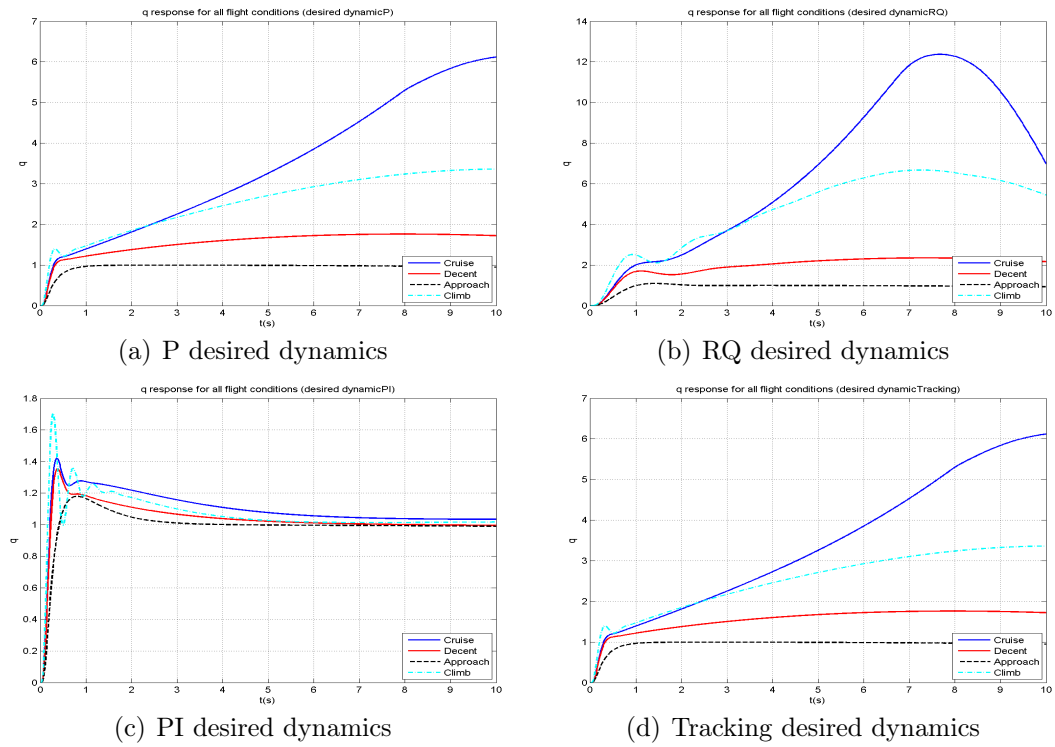 q response for all flight conditions (desired dynamicP)
7
6
5
4
3
2
1
0
q
0 1 2 3 4 5 6 7 8 9 10
t(s)
Cruise
Decent
Approach
Climb
(a) P desired dynamics
q response for all flight conditions (desired dynamicRQ)
14
12
10
8
6
4
2
0
q
0 1 2 3 4 5 6 7 8 9 10
t(s)
Cruise
Decent
Approach
Climb
(b) RQ desired dynamics
q response for all flight conditions (desired dynamicPI)
1.8
1.6
1.4
1.2
1
0.8
0.6
0.4
0.2
0
q
0 1 2 3 4 5 6 7 8 9 10
t(s)
Cruise
Decent
Approach
Climb
(c) PI desired dynamics
q response for all flight conditions (desired dynamicTracking)
7
6
5
4
3
2
1
0
q
0 1 2 3 4 5 6 7 8 9 10
t(s)
Cruise
Decent
Approach
Climb
(d) Tracking desired dynamics